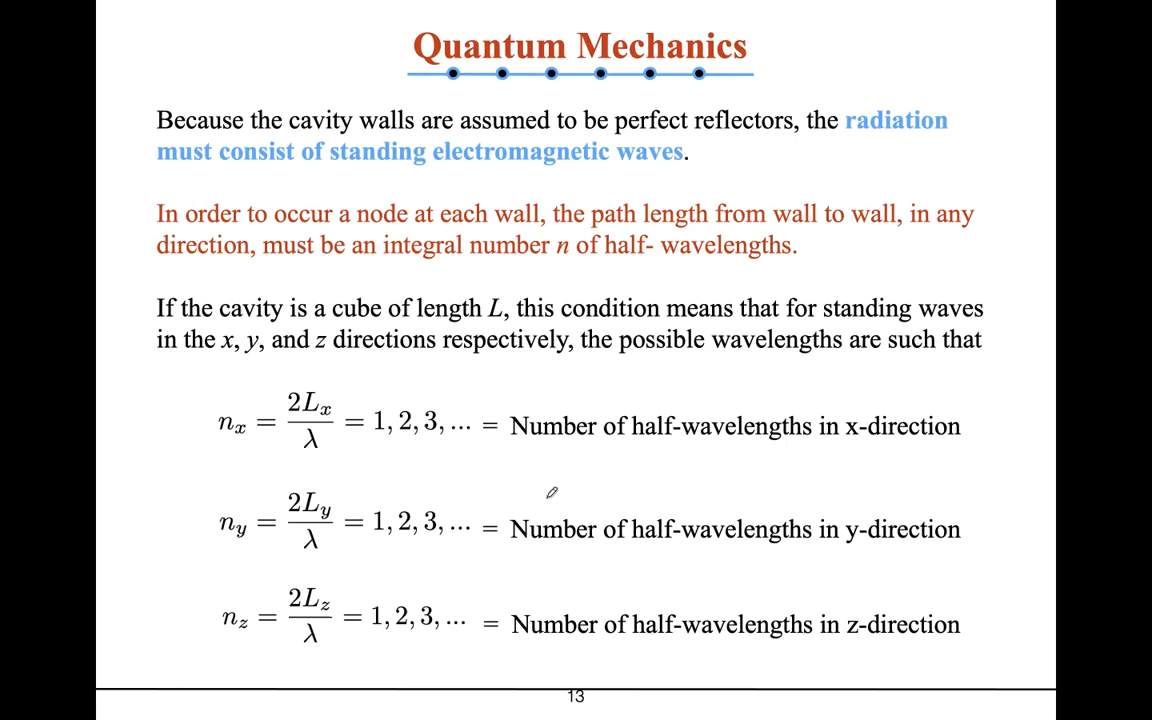 Quantum Mechanics
Because the cavity walls are assumed to be perfect reflectors, the radiation
must consist of standing electromagnetic waves.
In order to occur a node at each wall, the path length from wall to wall, in any
direction, must be an integral number n of half- wavelengths.
If the cavity is a cube of length L, this condition means that for standing waves
in the x, y, and z directions respectively, the possible wavelengths are such that
nₓ = 2Lₓ/λ = 1, 2, 3, ... = Number of half-wavelengths in x-direction
n_y = 2L_y/λ = 1, 2, 3, ... = Number of half-wavelengths in y-direction
n_z = 2L_z/λ = 1, 2, 3, ... = Number of half-wavelengths in z-direction
13